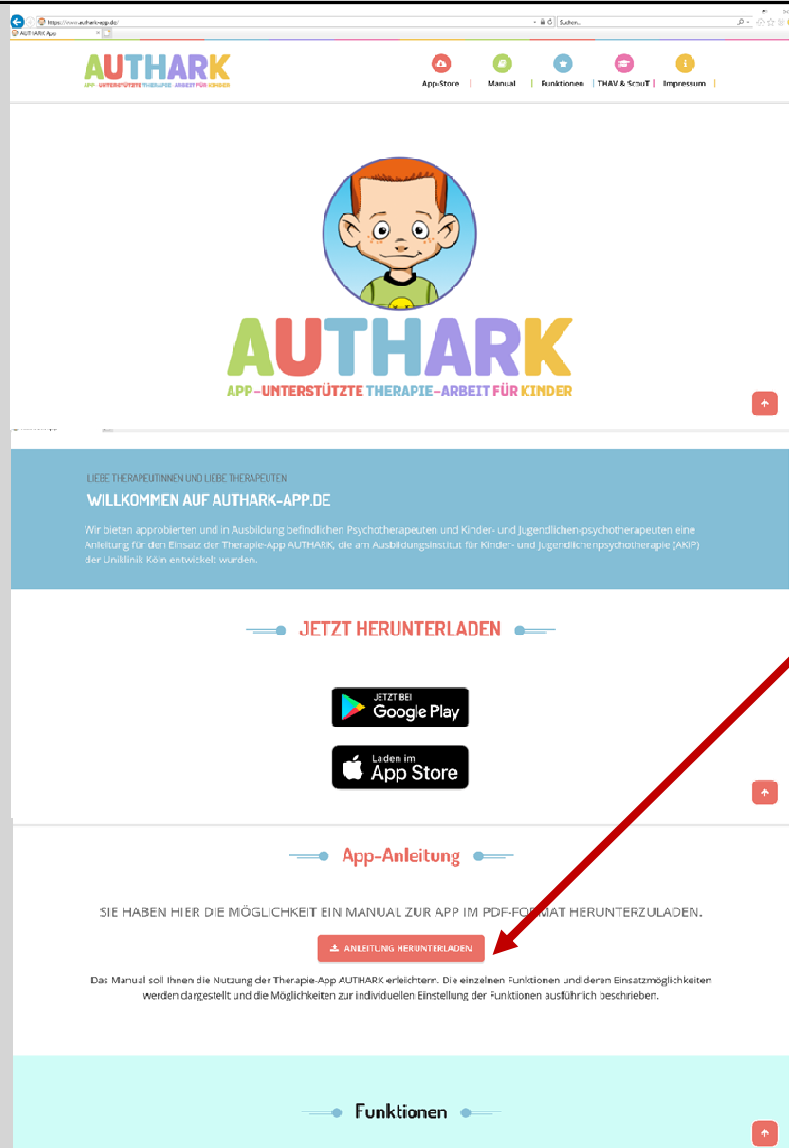 https://www.authark-app.de/
Suchen...
AUTHARK App
AUTHARK
APP-UNTERSTÜTZTE THERAPIE-ARBEIT FÜR KINDER
App-Store
Manual
Funktionen
THAV & ScouT
Impressum
AUTHARK
APP-UNTERSTÜTZTE THERAPIE-ARBEIT FÜR KINDER
LIEBE THERAPEUTINNEN UND LIEBE THERAPEUTEN
WILLKOMMEN AUF AUTHARK-APP.DE
Wir bieten approbierten und in Ausbildung befindlichen Psychotherapeuten und Kinder- und Jugendlichen-psychotherapeuten eine
Anleitung für den Einsatz der Therapie-App AUTHARK, die am Ausbildungsinstitut für Kinder- und Jugendlichenpsychotherapie (AKiP)
der Uniklinik Köln entwickelt wurden.
JETZT HERUNTERLADEN
JETZT BEI
Google Play
Laden im
App Store
App-Anleitung
SIE HABEN HIER DIE MÖGLICHKEIT EIN MANUAL ZUR APP IM PDF-FORMAT HERUNTERZULADEN.
ANLEITUNG HERUNTERLADEN
Das Manual soll Ihnen die Nutzung der Therapie-App AUTHARK erleichtern. Die einzelnen Funktionen und deren Einsatzmöglichkeiten
werden dargestellt und die Möglichkeiten zur individuellen Einstellung der Funktionen ausführlich beschrieben.
Funktionen